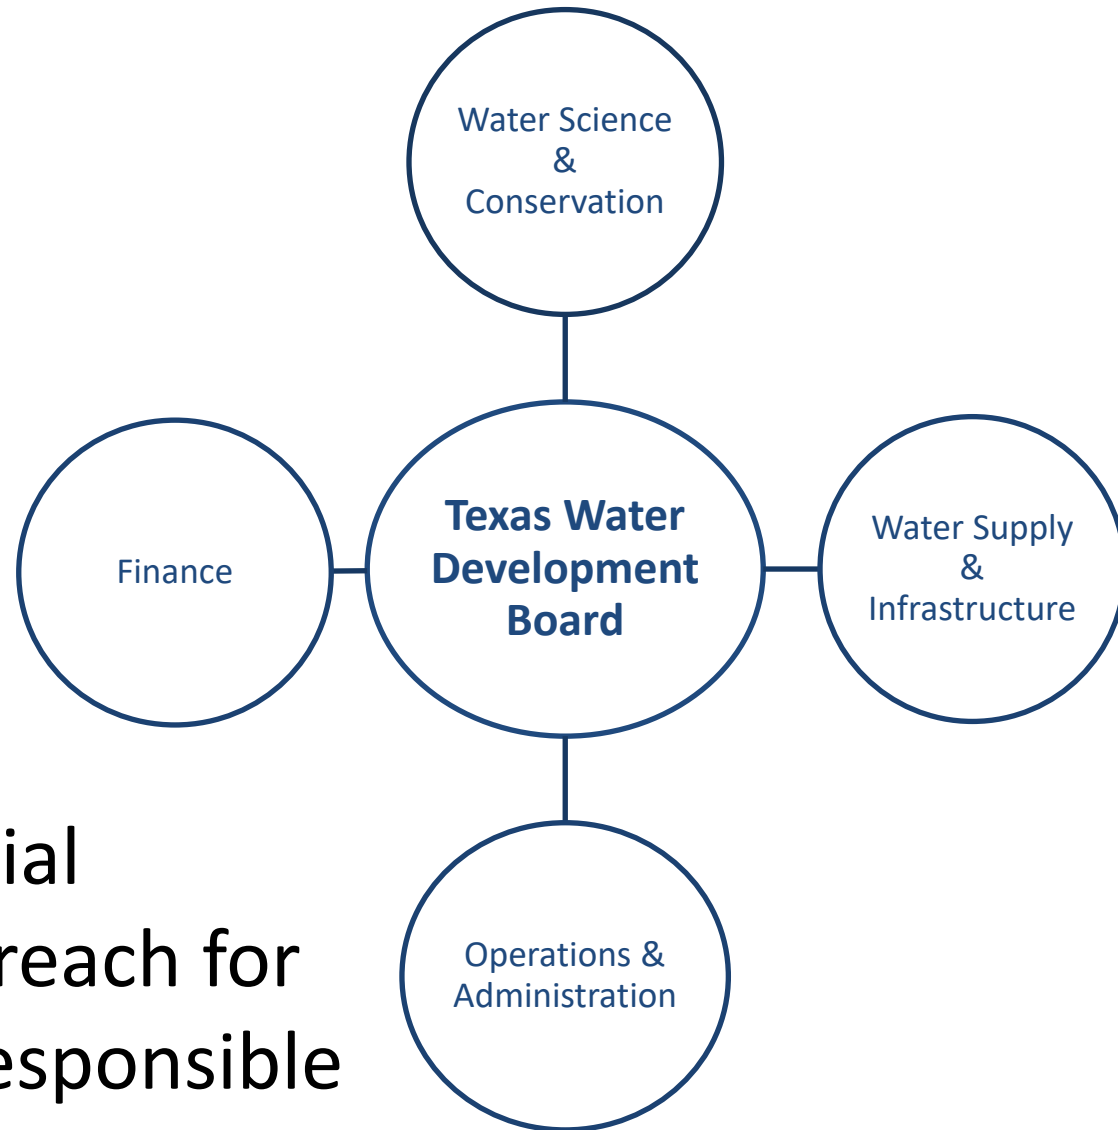 Water Science
&
Conservation
Finance
Texas Water
Development
Board
Water Supply
&
Infrastructure
ial
reach for
esponsible
Operations &
Administration